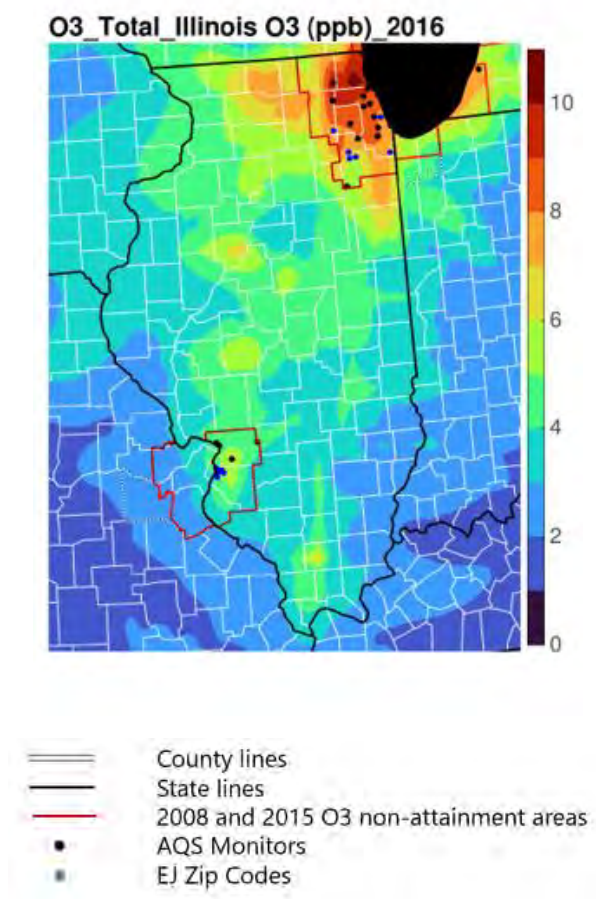 O3_Total_Illinois O3 (ppb)_2016
10
8
6
4
2
0
County lines
State lines
2008 and 2015 O3 non-attainment areas
AQS Monitors
EJ Zip Codes